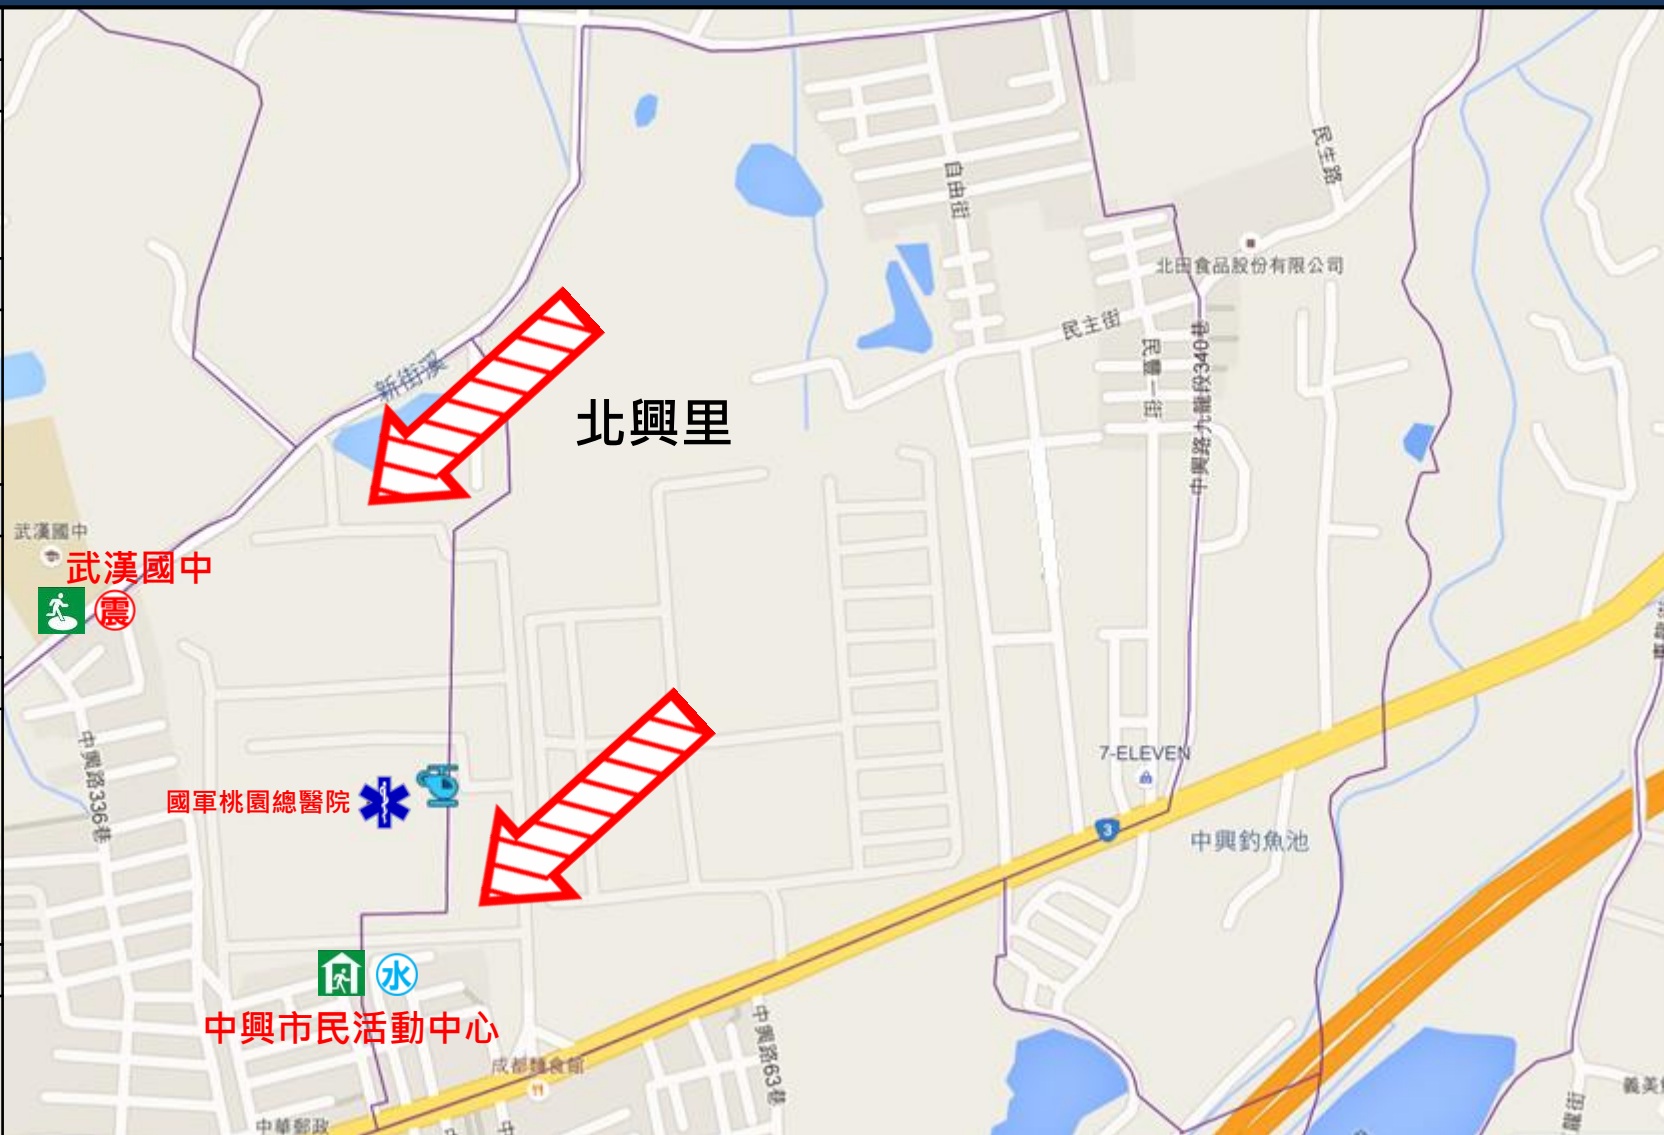 民生路
自由街
北田食品股份有限公司
民主街
新街溪
民豐一街
中興路九龍段340巷
北興里
武漢國中
武漢國中
震
中興路336巷
7-ELEVEN
國軍桃園總醫院
3
中興釣魚池
水
中興市民活動中心
中興路63巷
成都麵食館
義美
龍街
中華郵政
中